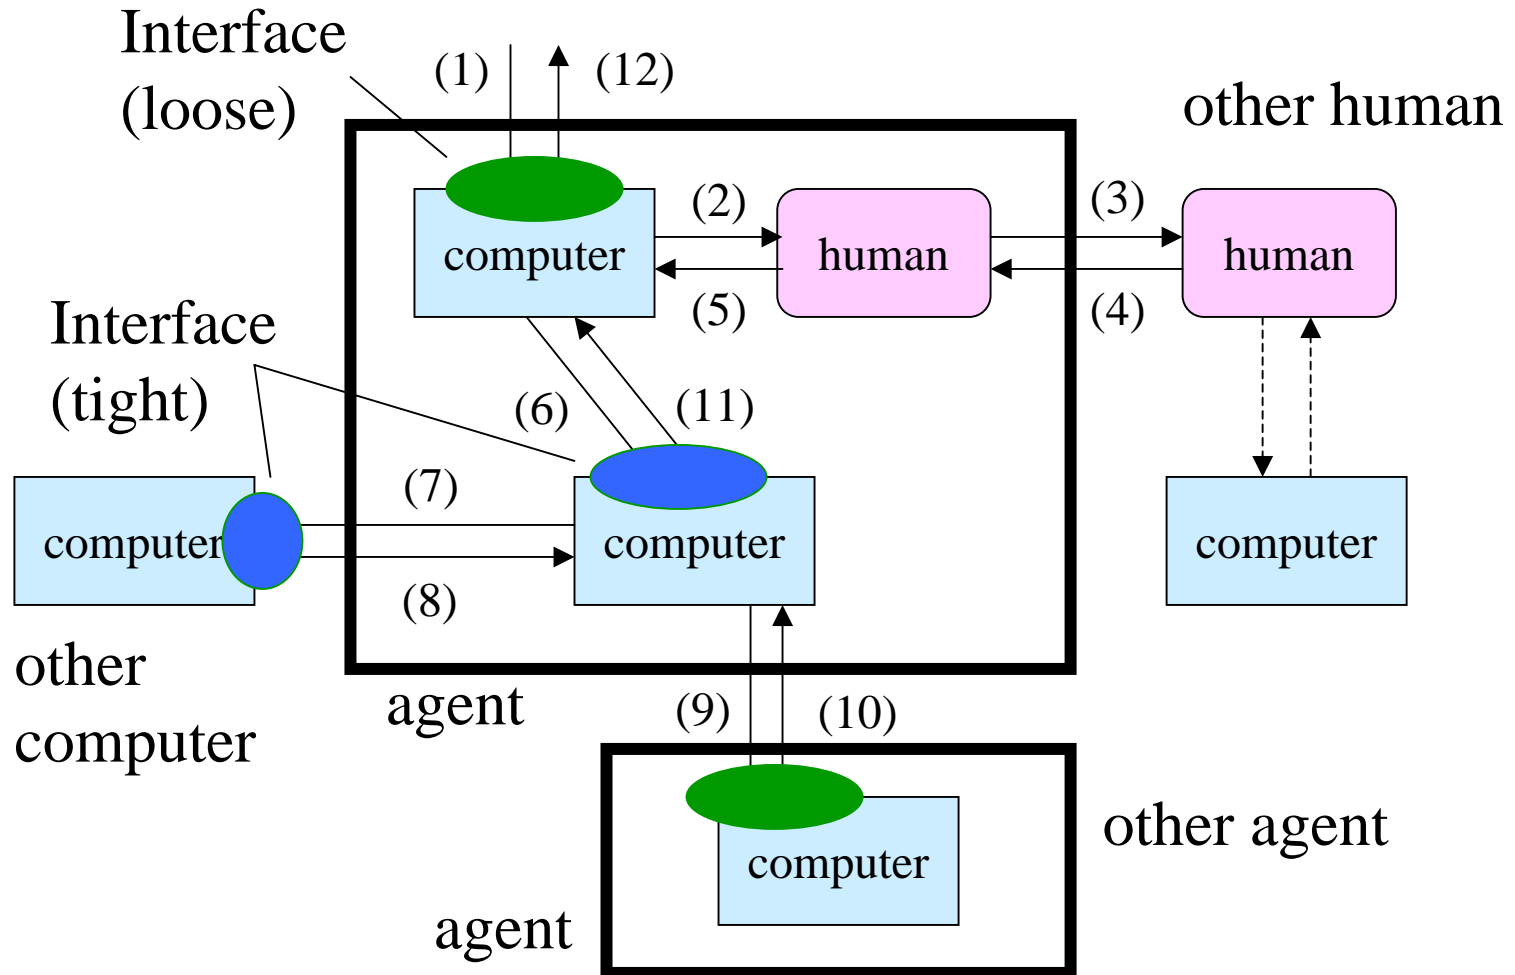 Interface
(loose)
(1)
(12)
other human
computer
(2)
human
(3)
human
(5)
(4)
Interface
(tight)
(6)
(11)
computer
(7)
computer
computer
(8)
other
computer
agent
(9)
(10)
computer
other agent
agent